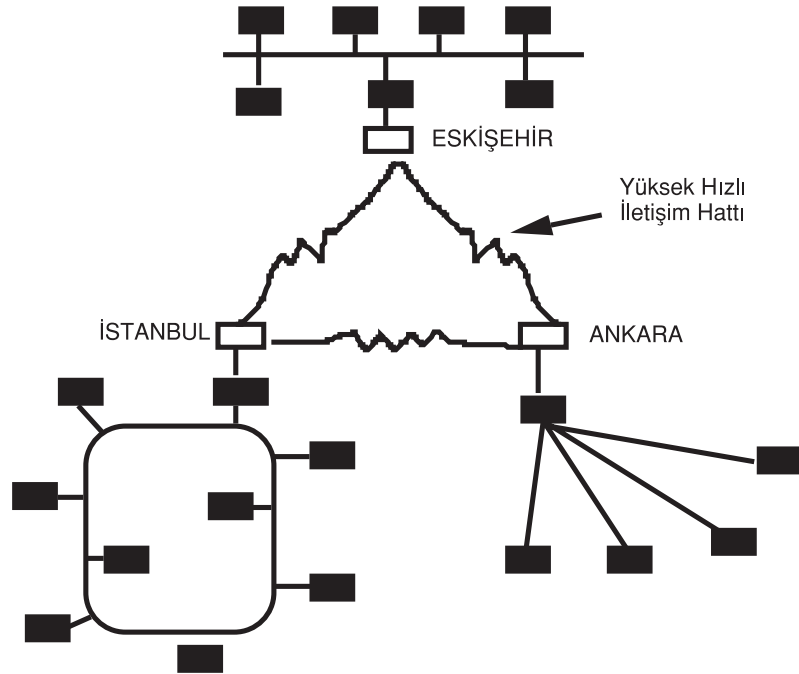 ESKİŞEHİR
Yüksek Hızlı
İletişim Hattı
İSTANBUL
ANKARA